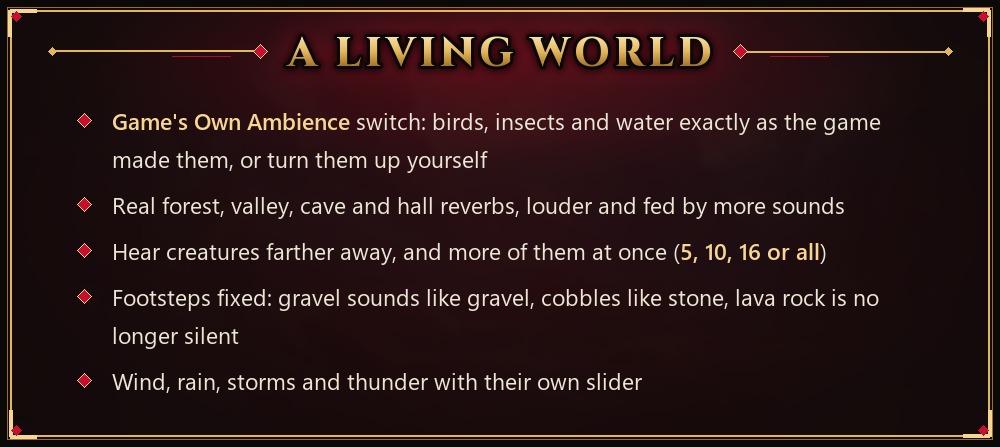 A LIVING WORLD
Game's Own Ambience switch: birds, insects and water exactly as the game
made them, or turn them up yourself
Real forest, valley, cave and hall reverbs, louder and fed by more sounds
Hear creatures farther away, and more of them at once (5, 10, 16 or all)
Footsteps fixed: gravel sounds like gravel, cobbles like stone, lava rock is no
longer silent
Wind, rain, storms and thunder with their own slider